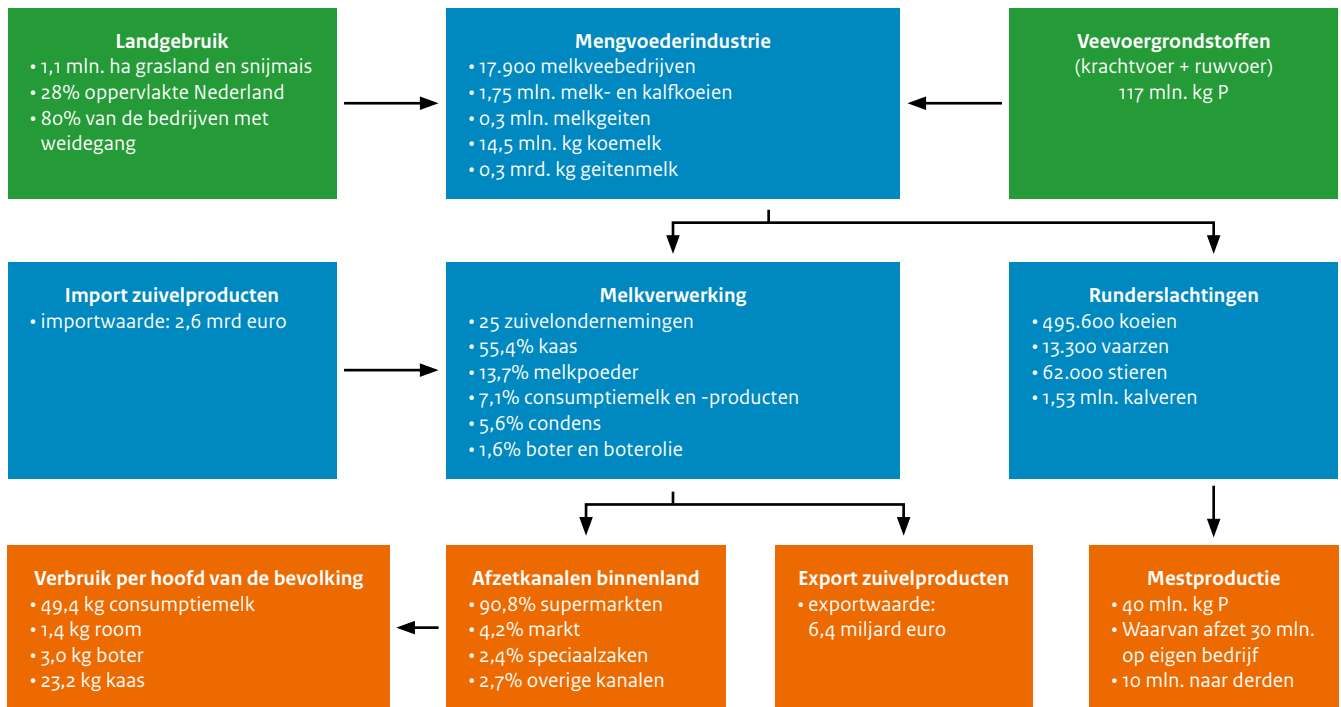 Landgebruik
• 1,1 mln. ha grasland en snijmais
• 28% oppervlakte Nederland
• 80% van de bedrijven met
weidegang
Mengvoederindustrie
• 17.900 melkveebedrijven
• 1,75 mln. melk- en kalfkoeien
• 0,3 mln. melkgeiten
• 14,5 mln. kg koemelk
• 0,3 mrd. kg geitenmelk
Veevoergrondstoffen
(krachtvoer + ruwvoer)
117 mln. kg P
Import zuivelproducten
• importwaarde: 2,6 mrd euro
Melkverwerking
• 25 zuivelondernemingen
• 55,4% kaas
• 13,7% melkpoeder
• 7,1% consumptiemelk en -producten
• 5,6% condens
• 1,6% boter en boterolie
Runderslachtingen
• 495.600 koeien
• 13.300 vaarzen
• 62.000 stieren
• 1,53 mln. kalveren
Verbruik per hoofd van de bevolking
• 49,4 kg consumptiemelk
• 1,4 kg room
• 3,0 kg boter
• 23,2 kg kaas
Afzetkanalen binnenland
• 90,8% supermarkten
• 4,2% markt
• 2,4% speciaalzaken
• 2,7% overige kanalen
Export zuivelproducten
• exportwaarde:
6,4 miljard euro
Mestproductie
• 40 mln. kg P
• Waarvan afzet 30 mln.
op eigen bedrijf
• 10 mln. naar derden